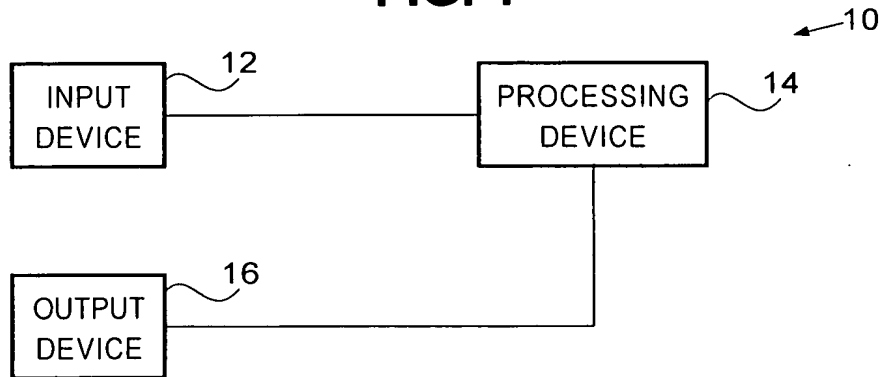 10
12
INPUT
DEVICE
PROCESSING
DEVICE
14
16
OUTPUT
DEVICE